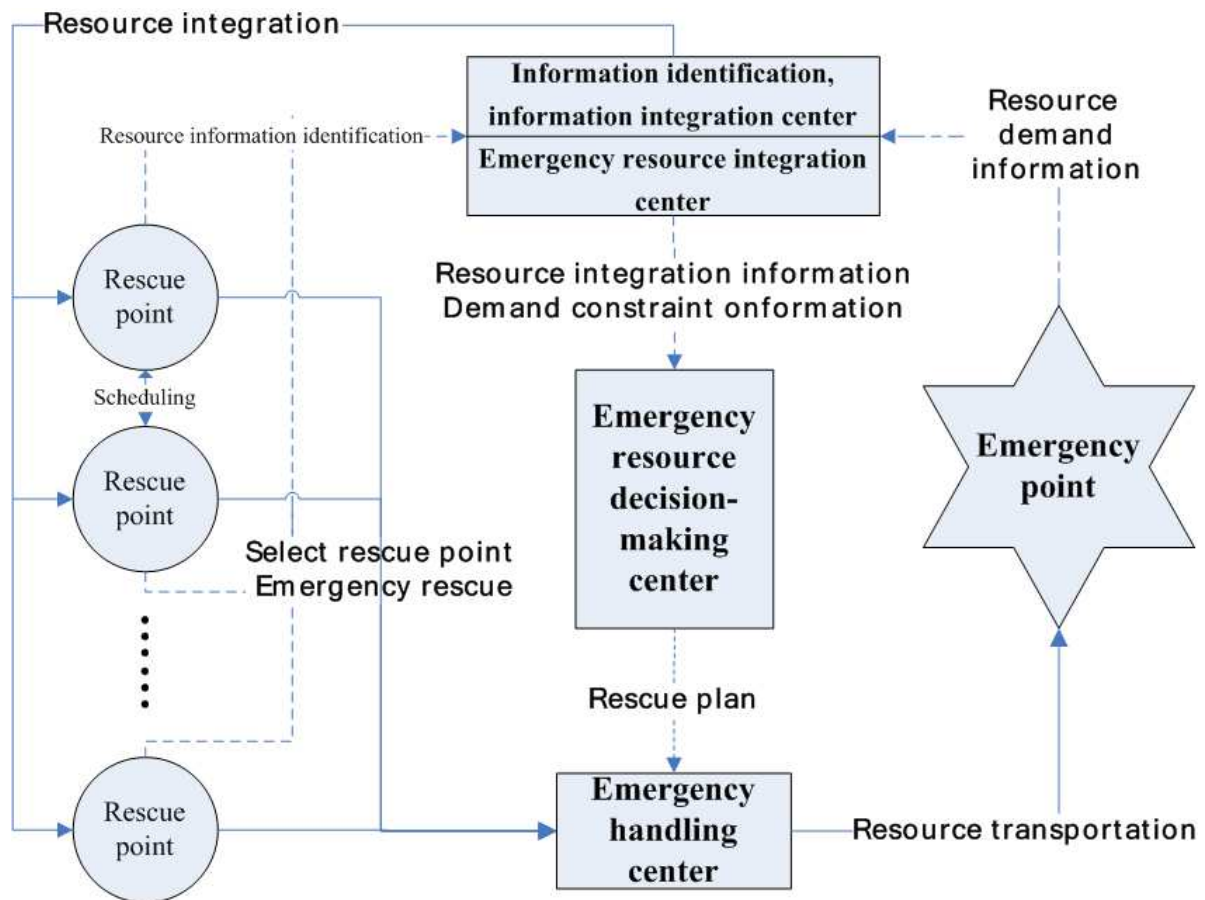 Resource integration
Information identification,
information integration center
Emergency resource integration
center
Resource information identification
Resource
demand
information
Rescue
point
Resource integration information
Demand constraint onformation
Scheduling
Rescue
point
Emergency
resource
decision-
making
center
Emergency
point
Select rescue point
Emergency rescue
Rescue plan
Rescue
point
Emergency
handling
center
Resource transportation